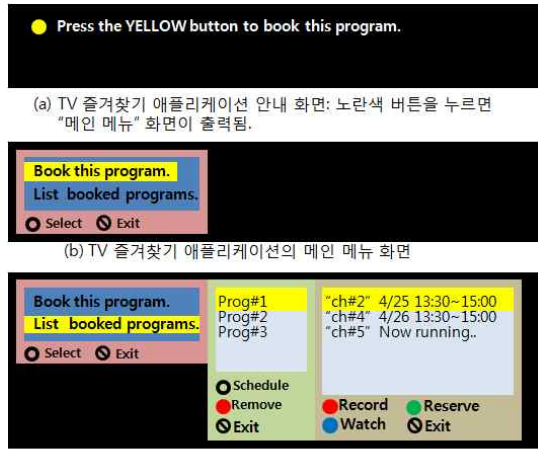 Press the YELLOW button to book this program.
(a) TV 즐겨찾기 애플리케이션 안내 화면: 노란색 버튼을 누르면
“메인 메뉴” 화면이 출력됨.
Book this program.
List booked programs.
Select Exit
(b) TV 즐겨찾기 애플리케이션의 메인 메뉴 화면
Book this program.
List booked programs.
Select Exit
Prog#1
Prog#2
Prog#3
Schedule
Remove
Exit
“ch#2” 4/25 13:30~15:00
“ch#4” 4/26 13:30~15:00
“ch#5” Now running..
Record Reserve
Watch Exit